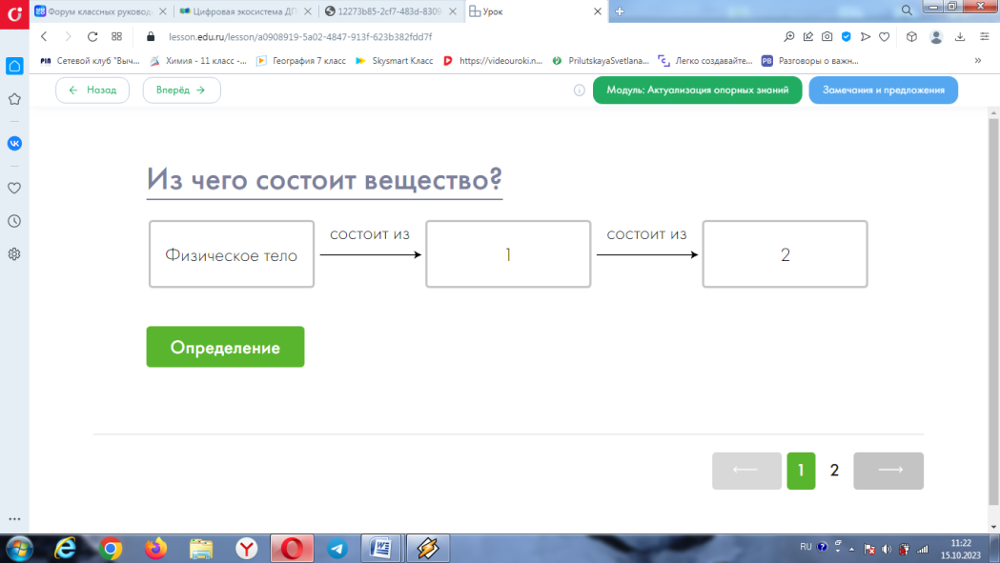 Форум классных руковод
Цифровая экосистема ДП
12273b85-2cf7-483d-8309
Урок
lesson.edu.ru/lesson/a0908919-5a02-4847-913f-623b382fdd7f
Сетевой клуб "Выч...
Химия - 11 класс -...
География 7 класс
Skysmart Класс
https://videouroki.n...
PrilutskayaSvetlana...
Легко создавайте...
РВ
Разговоры о важн...
»
← Назад
Вперёд →
Модуль: Актуализация опорных знаний
Замечания и предложения
Из чего состоит вещество?
Физическое тело
состоит из
1
состоит из
2
Определение
1
2
RU
11:22
15.10.2023